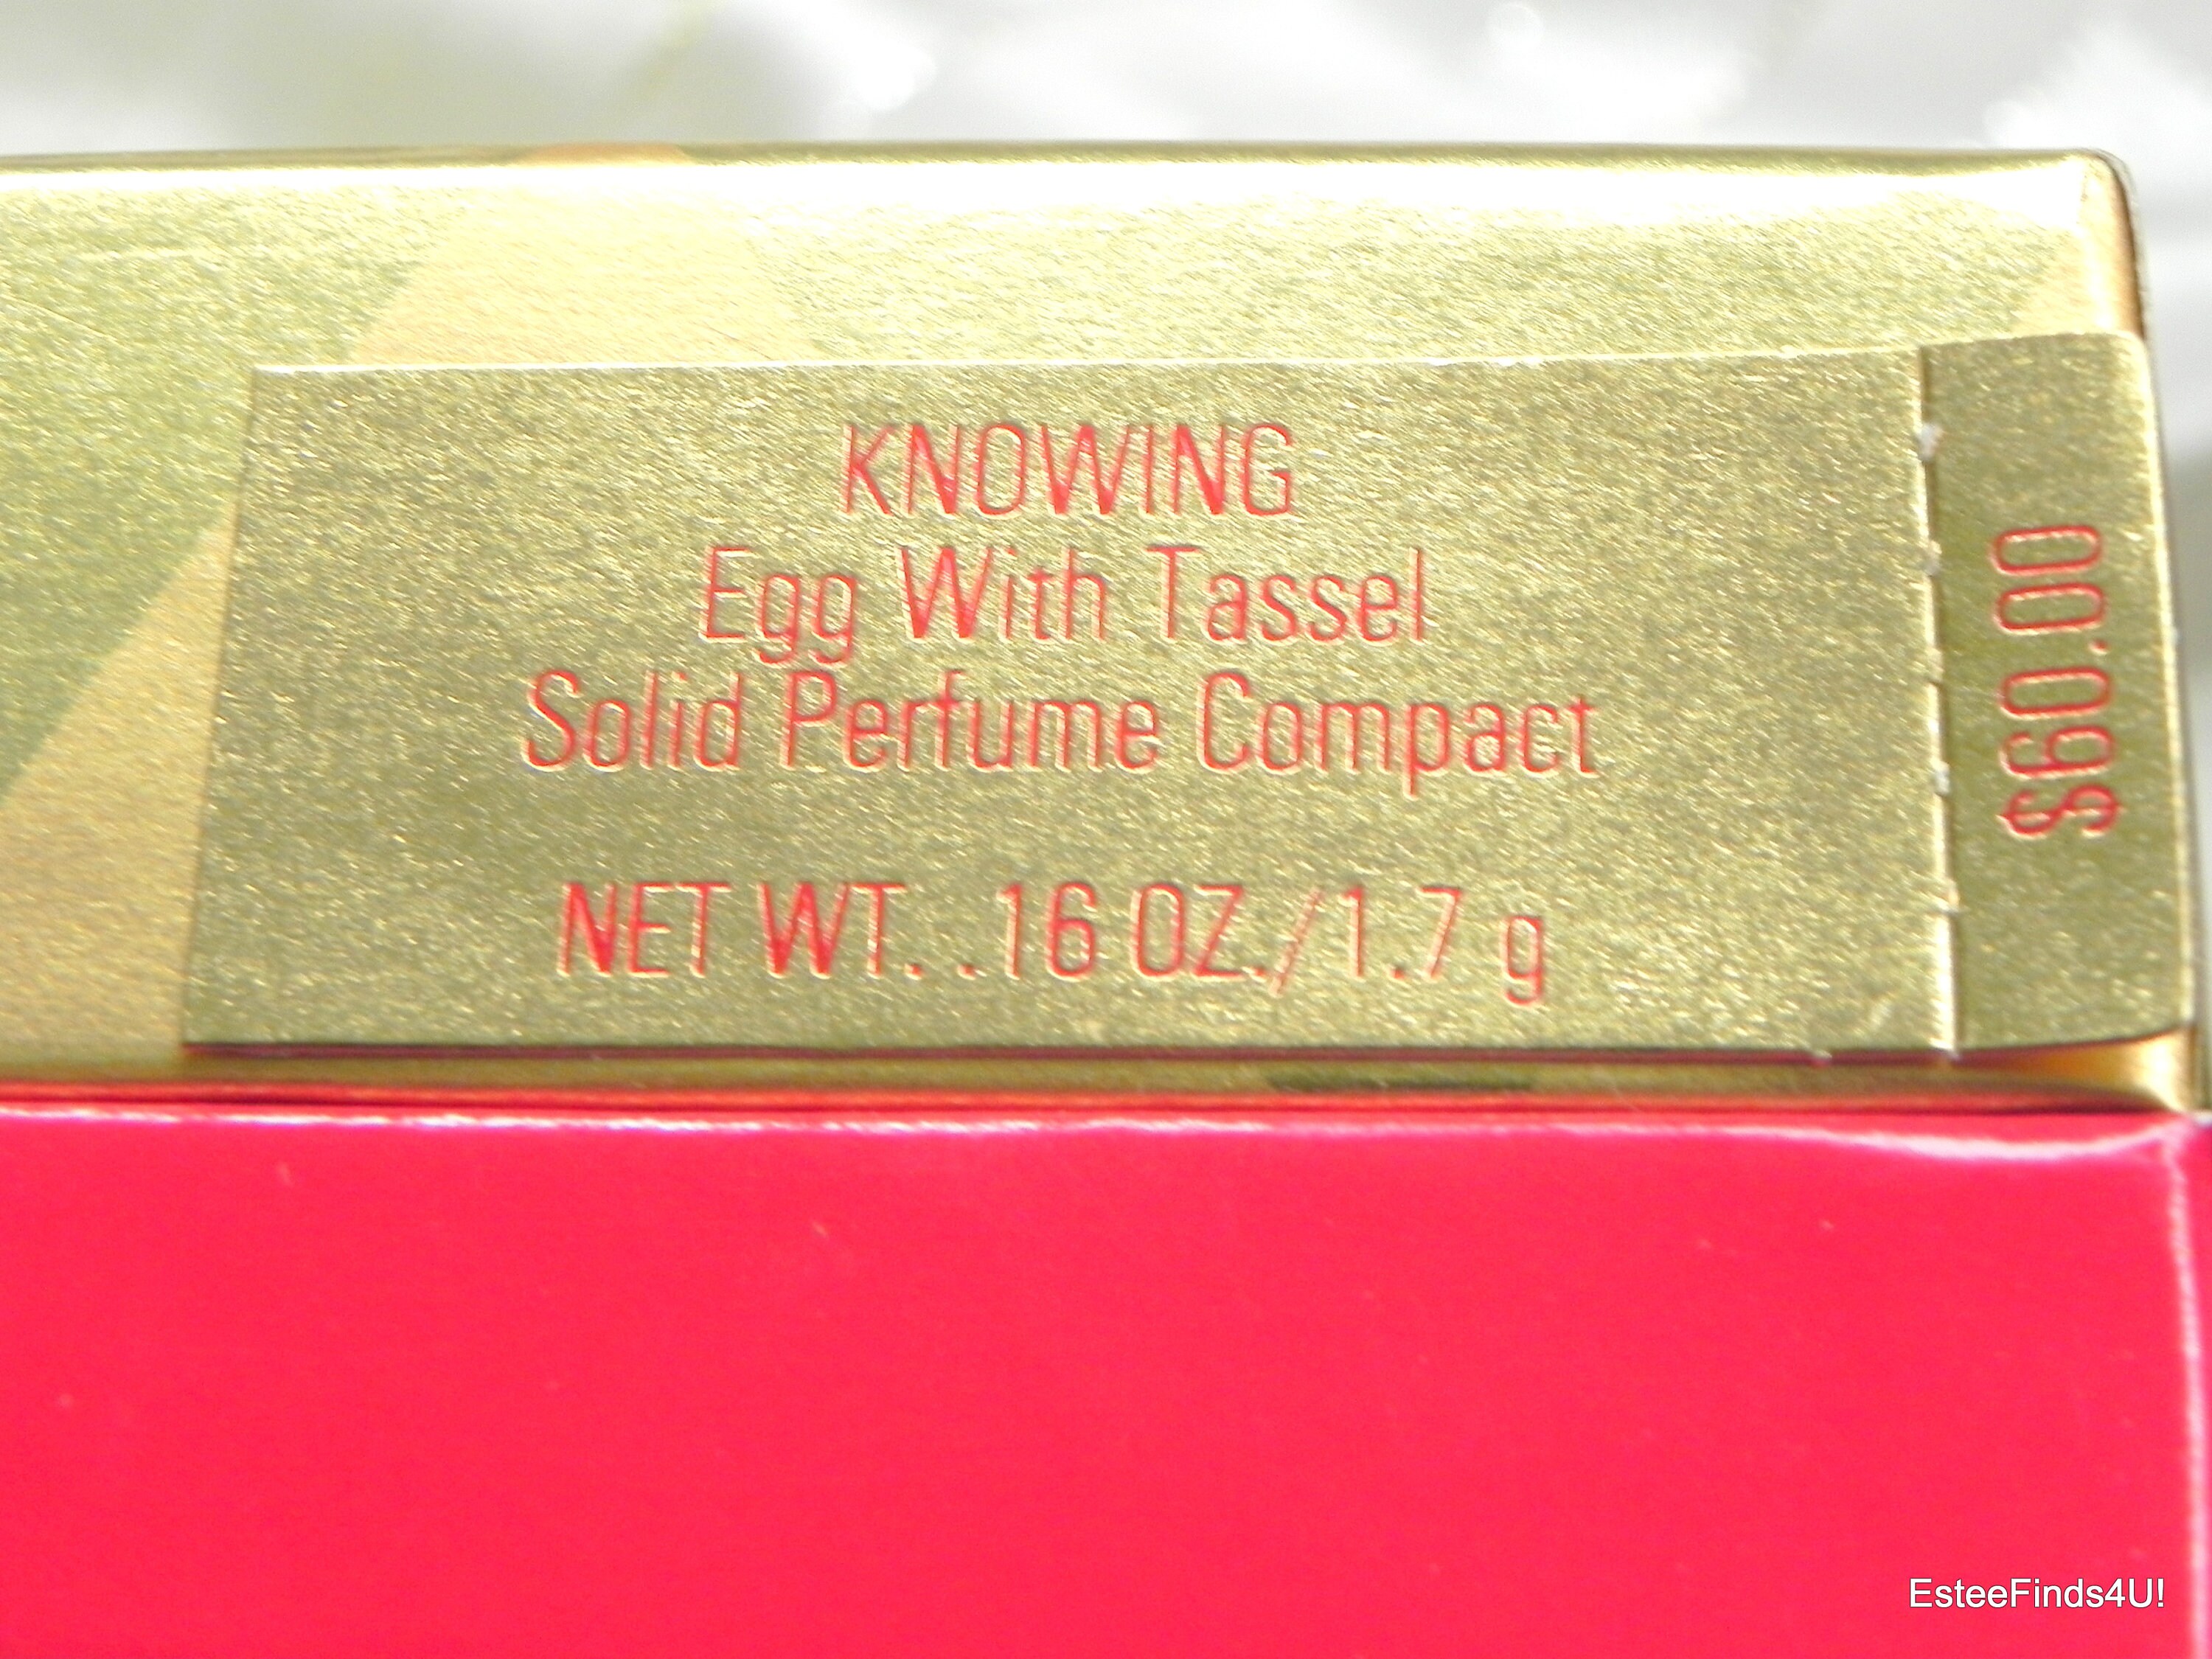 KNOWING
Egg With Tassel
Solid Perfume Compact
NET WT. .16 OZ./1.7 g
$60.00
EsteeFinds4U!